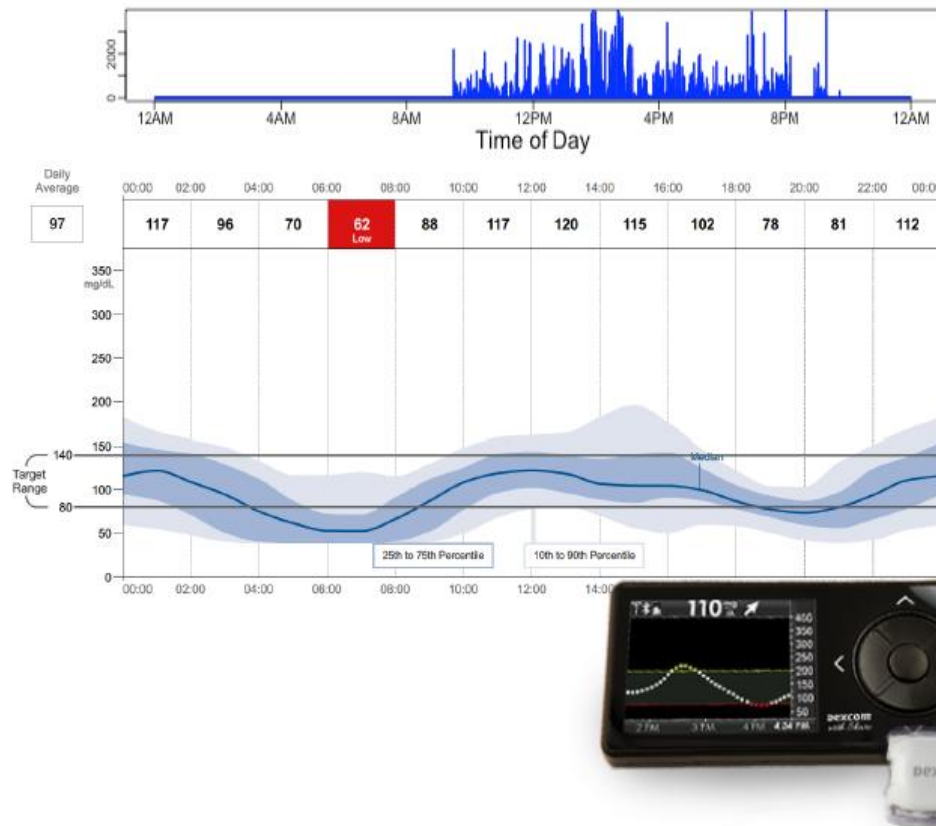 2000
0
12AM 4AM 8AM 12PM 4PM 8PM 12AM
Time of Day
Daily
Average
00:00 02:00 04:00 06:00 08:00 10:00 12:00 14:00 16:00 18:00 20:00 22:00 00:0
97 117 96 70 62 88 117 120 115 102 78 81 112
Low
350
mg/dL
300
250
200
150
140
Median
Target
Range
100
80
50
25th to 75th Percentile 10th to 90th Percentile
0
00:00 02:00 04:00 06:00 08:00 10:00 12:00 14:00
110
400
350
300
250
200
150
100
50
2 PM 3 PM 4 PM 4:34 PM
Dexcom
with Share